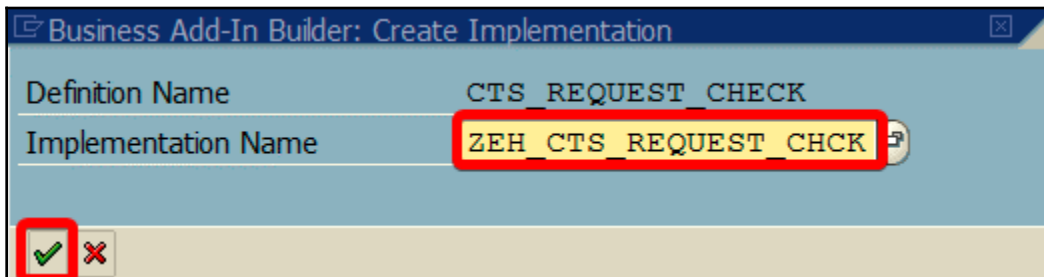 Business Add-In Builder: Create Implementation
Definition Name CTS_REQUEST_CHECK
Implementation Name ZEH_CTS_REQUEST_CHCK